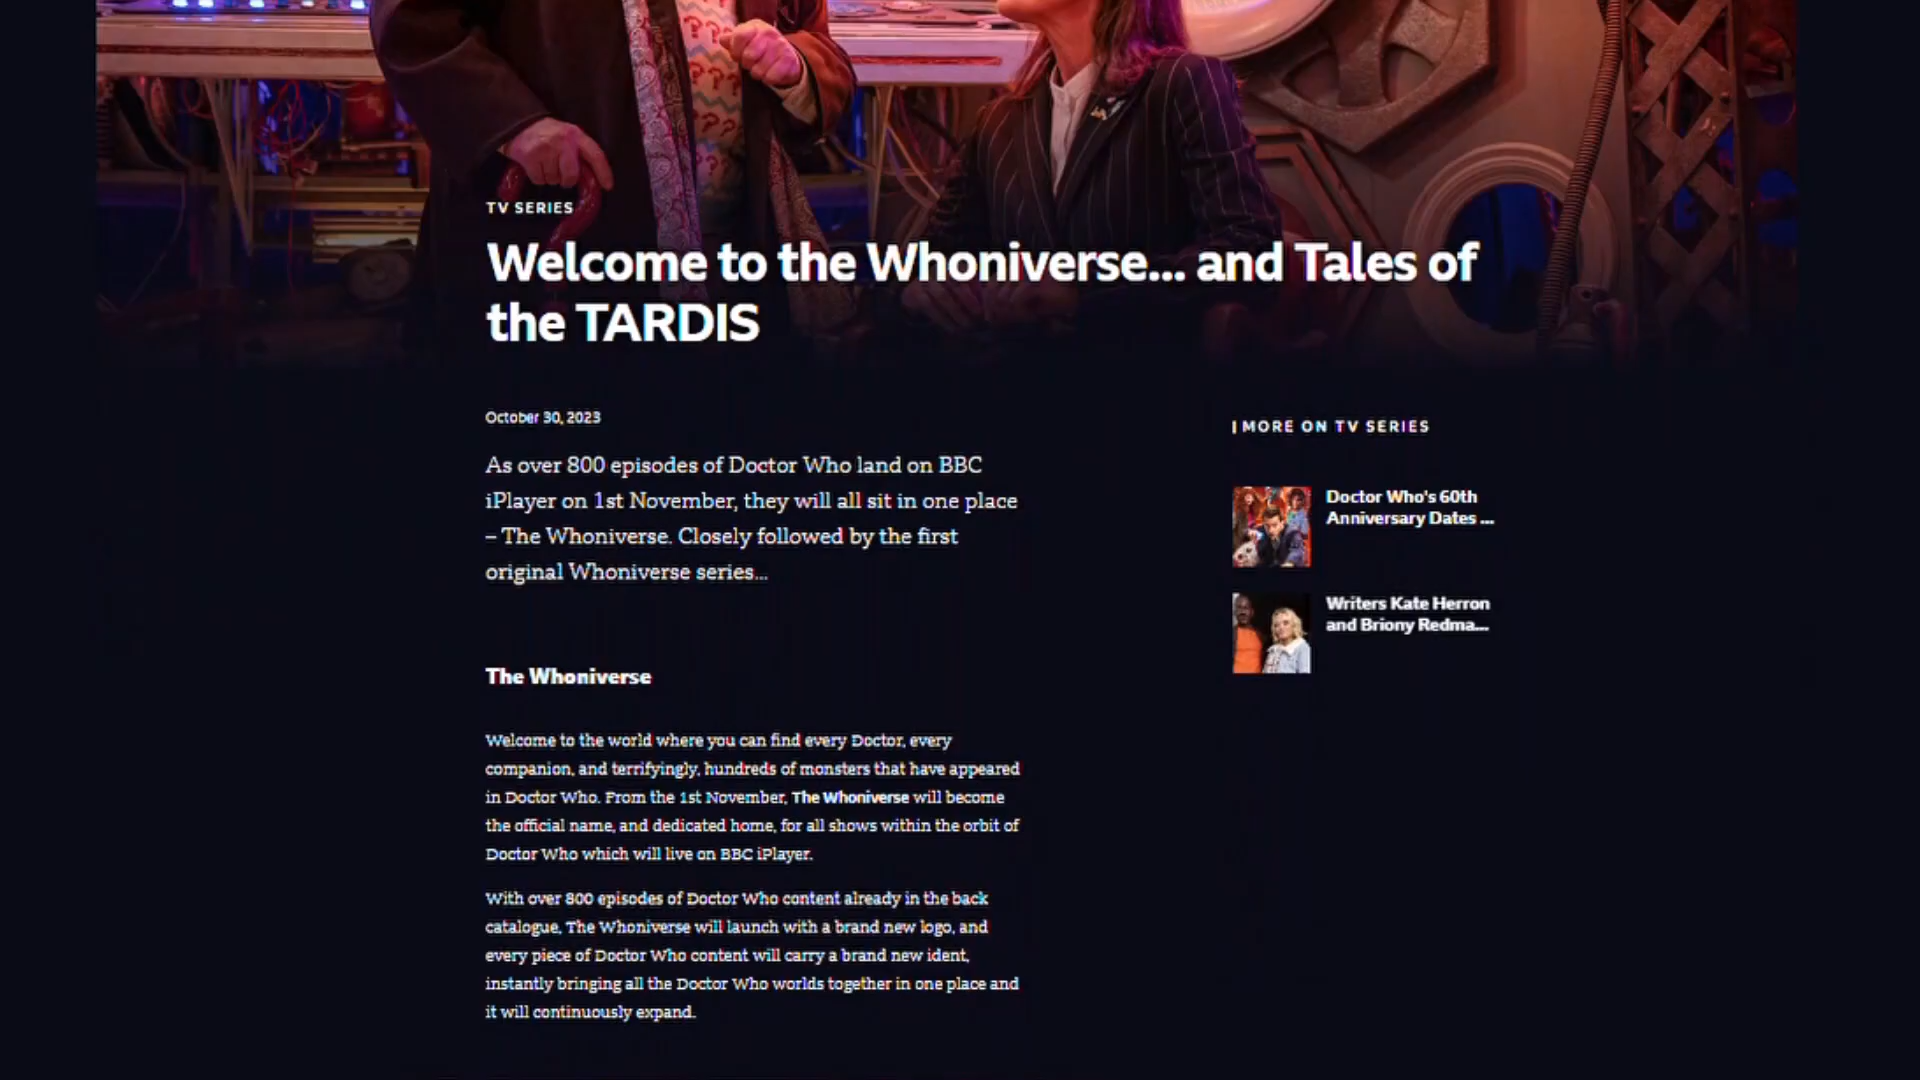 TV SERIES
Welcome to the Whoniverse... and Tales of
the TARDIS
October 30, 2023
As over 800 episodes of Doctor Who land on BBC
iPlayer on 1st November, they will all sit in one place
– The Whoniverse. Closely followed by the first
original Whoniverse series...
The Whoniverse
Welcome to the world where you can find every Doctor, every
companion, and terrifyingly, hundreds of monsters that have appeared
in Doctor Who. From the 1st November, The Whoniverse will become
the official name, and dedicated home, for all shows within the orbit of
Doctor Who which will live on BBC iPlayer.
With over 800 episodes of Doctor Who content already in the back
catalogue, The Whoniverse will launch with a brand new logo, and
every piece of Doctor Who content will carry a brand new ident,
instantly bringing all the Doctor Who worlds together in one place and
it will continuously expand.
MORE ON TV SERIES
Doctor Who's 60th
Anniversary Dates ...
Writers Kate Herron
and Briony Redma...